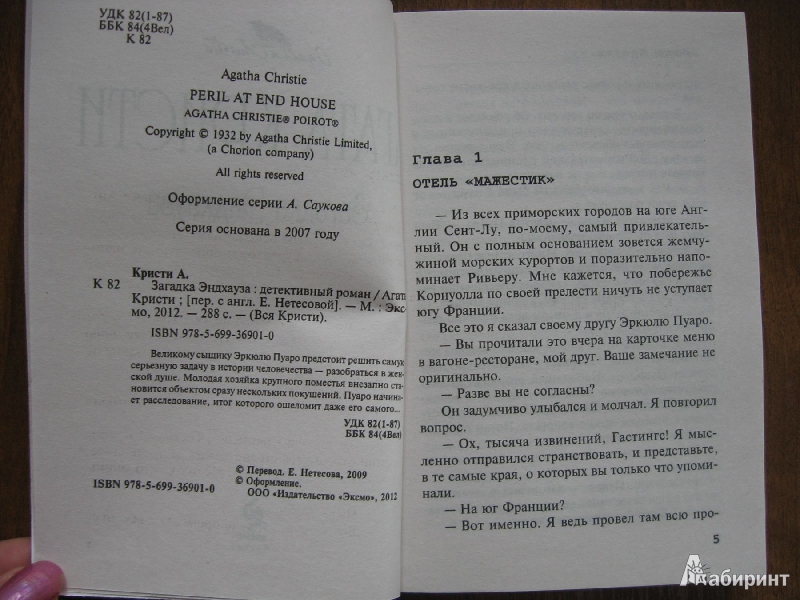 УДК 82(1-87)
ББК 84(4Вел)
К 82
Agatha Christie
PERIL AT END HOUSE
AGATHA CHRISTIE® POIROT®
Copyright © 1932 by Agatha Christie Limited,
(a Chorion company)
All rights reserved
Оформление серии А. Саукова
Серия основана в 2007 году
Кристи А.
К 82 Загадка Эндхауза : детективный роман / Агат
Кристи ; [пер. с англ. Е. Нетесовой]. — М. : Экс
мо, 2012. — 288 с. — (Вся Кристи).
ISBN 978-5-699-36901-0
Великому сыщику Эркюлю Пуаро предстоит решить самую
серьезную задачу в истории человечества — разобраться в жен
ской душе. Молодая хозяйка крупного поместья внезапно ста
новится объектом сразу нескольких покушений. Пуаро начина
ет расследование, итог которого ошеломит даже его самого...
УДК 82(1-87)
ББК 84(4Вел)
© Перевод. Е. Нетесова, 2009
© Оформление.
ООО «Издательство «Эксмо», 2012
ISBN 978-5-699-36901-0
Глава 1
ОТЕЛЬ «МАЖЕСТИК»
— Из всех приморских городов на юге Анг-
лии Сент-Лу, по-моему, самый привлекатель-
ный. Он с полным основанием зовется жемчу-
жиной морских курортов и поразительно напо-
минает Ривьеру. Мне кажется, что побережье
Корнуолла по своей прелести ничуть не уступает
югу Франции.
Все это я сказал своему другу Эркюлю Пуаро.
— Вы прочитали это вчера на карточке меню
в вагоне-ресторане, мой друг. Ваше замечание не
оригинально.
— Разве вы не согласны?
Он задумчиво улыбался и молчал. Я повторил
вопрос.
— Ох, тысяча извинений, Гастингс! Я мыс-
ленно отправился странствовать, и представьте,
в те самые края, о которых вы только что упоми-
нали.
— На юг Франции?
— Вот именно. Я ведь провел там всю про-
5
Лабиринт